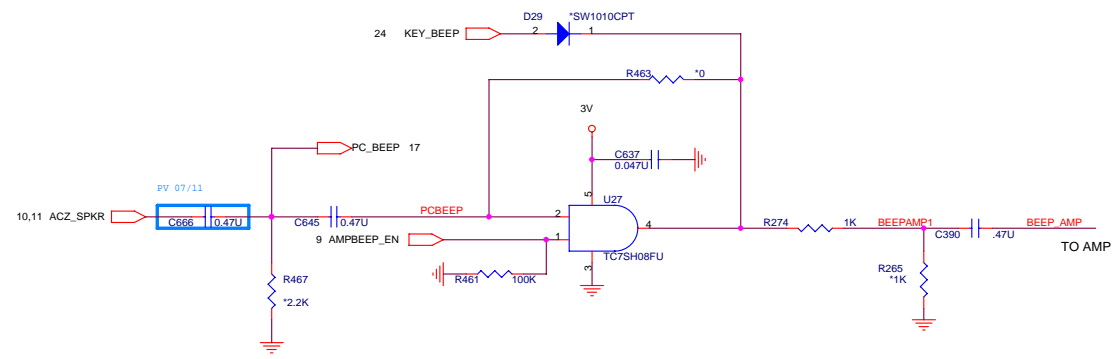 D29 *SW1010CPT
24 KEY_BEEP 2 1
R463 *0
3V
PC_BEEP 17
C637
0.047U
PV 07/11
5 U27
10,11 ACZ_SPKR C666 0.47U C645 0.47U PCBEEP 2 4 R274 1K BEEPAMP1 C390 .47U BEEP_AMP
TO AMP
9 AMPBEEP_EN 1
TC7SH08FU
3
R461 100K
R467
*2.2K
R265
*1K